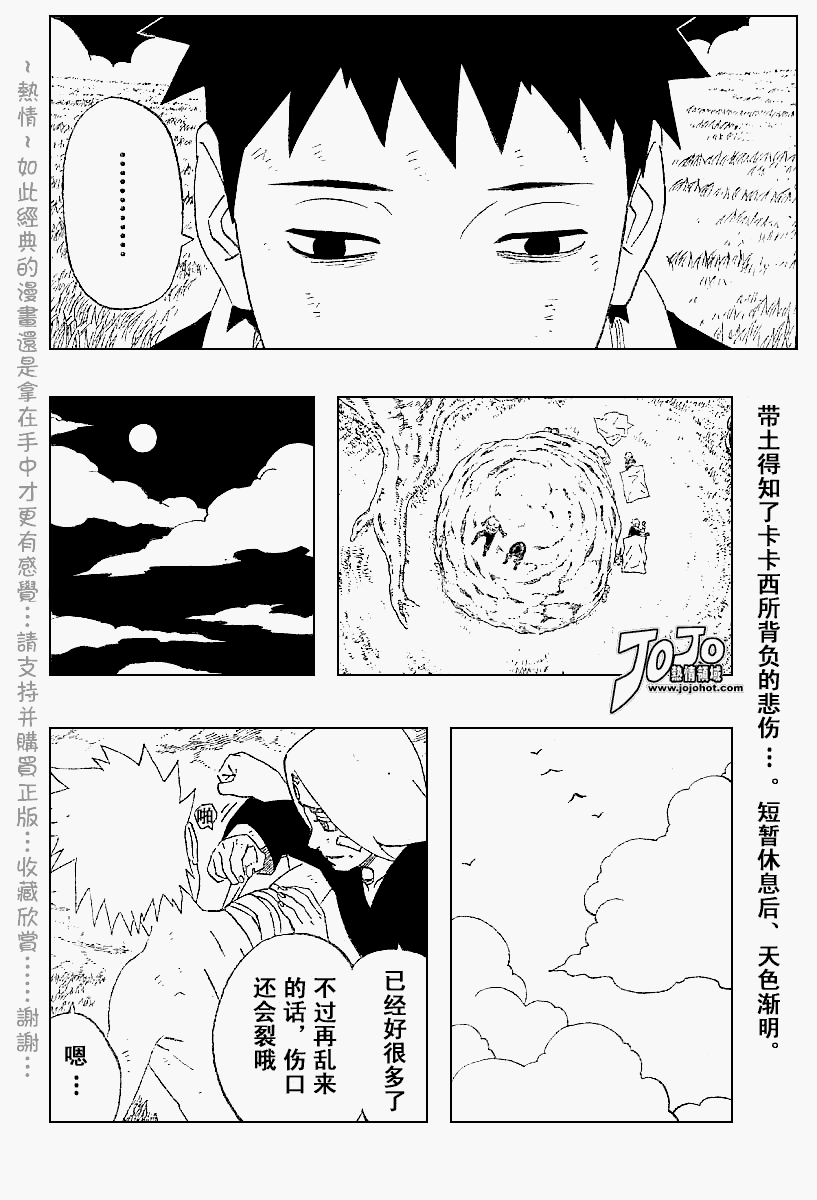 ~熱情~如此經典的漫畫還是拿在手中才更有感覺…請支持并購買正版…收藏欣賞……謝謝…
…………
带土得知了卡卡西所背负的悲伤…。短暂休息后、天色渐明。
JOJO
熱情領域
www.jojohot.com
啪
已经好很多了
不过再乱来
的话，伤口
还会裂哦
嗯…